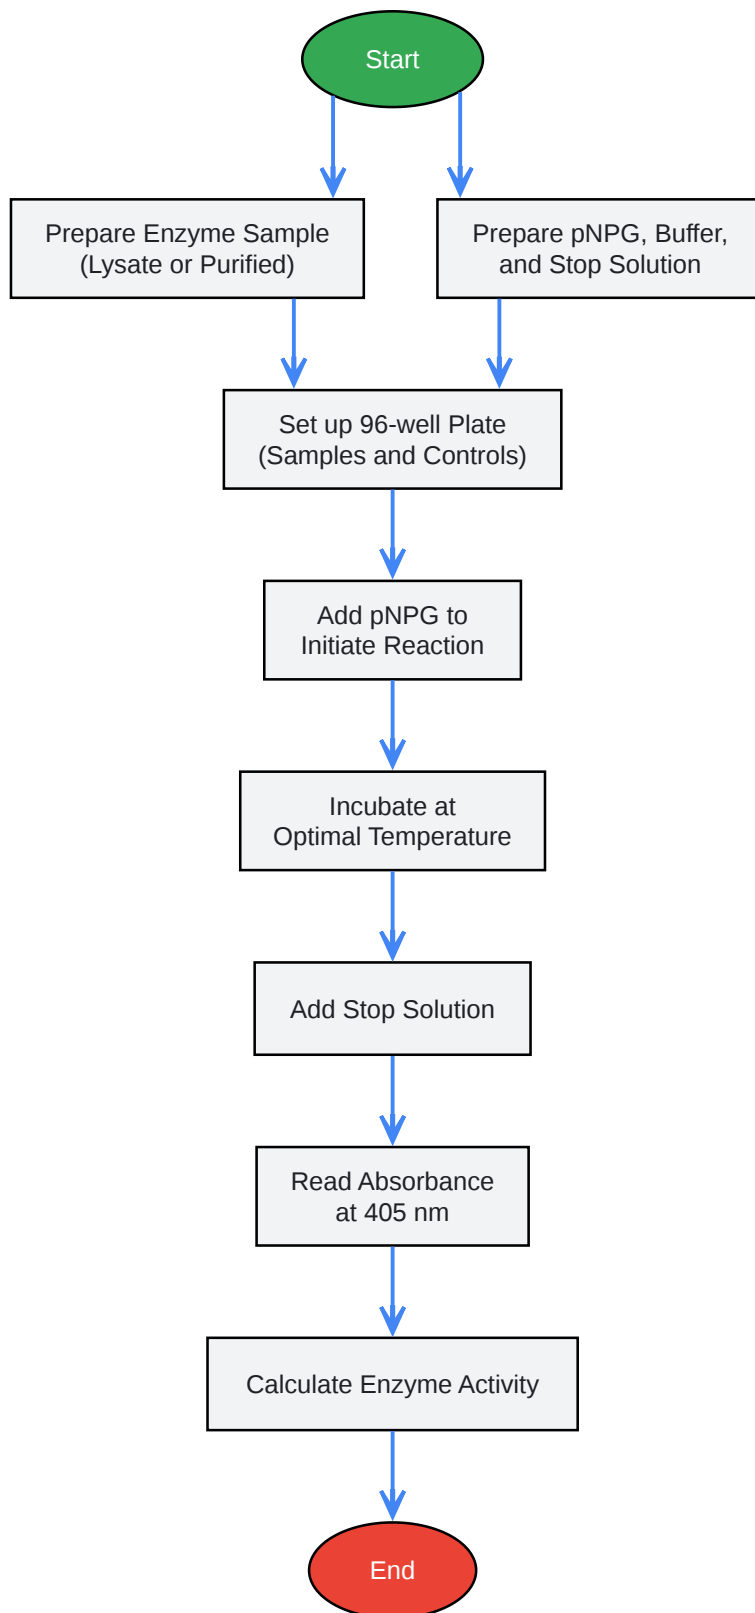 Start
Prepare Enzyme Sample
(Lysate or Purified)
Prepare pNPG, Buffer,
and Stop Solution
Set up 96-well Plate
(Samples and Controls)
Add pNPG to
Initiate Reaction
Incubate at
Optimal Temperature
Add Stop Solution
Read Absorbance
at 405 nm
Calculate Enzyme Activity
End